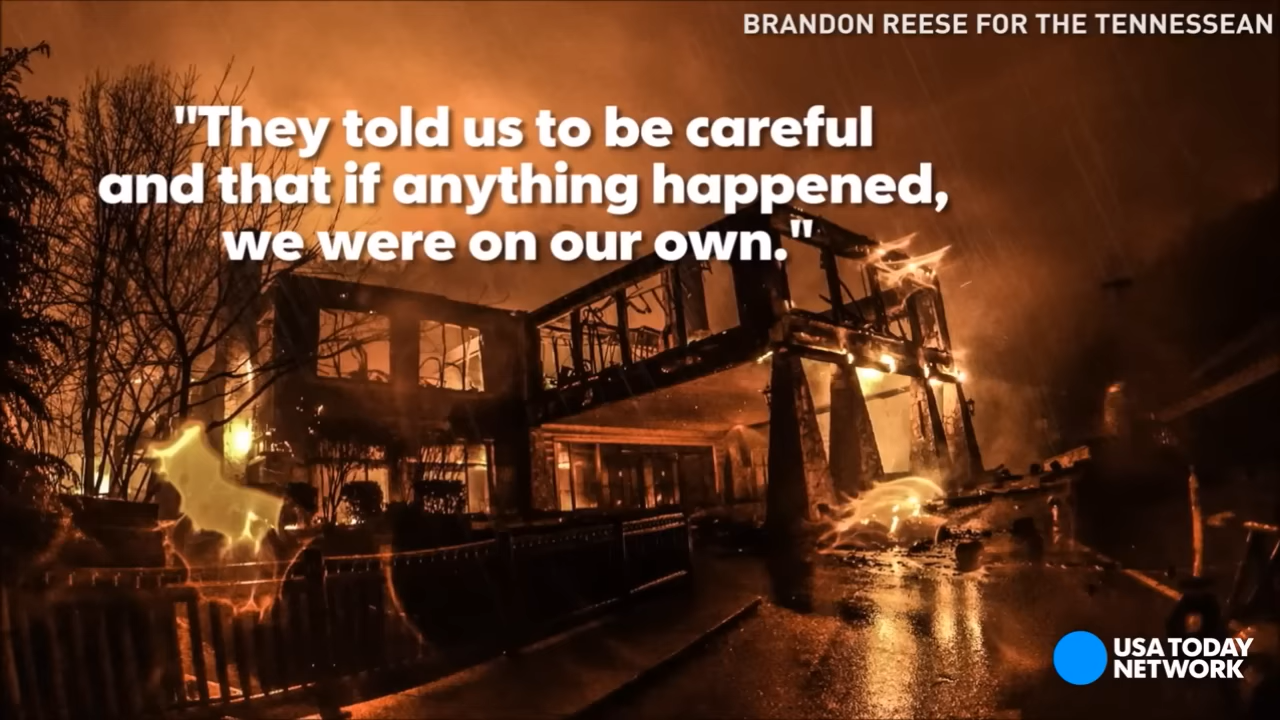 BRANDON REESE FOR THE TENNESSEAN
"They told us to be careful
and that if anything happened,
we were on our own."
USA TODAY
NETWORK